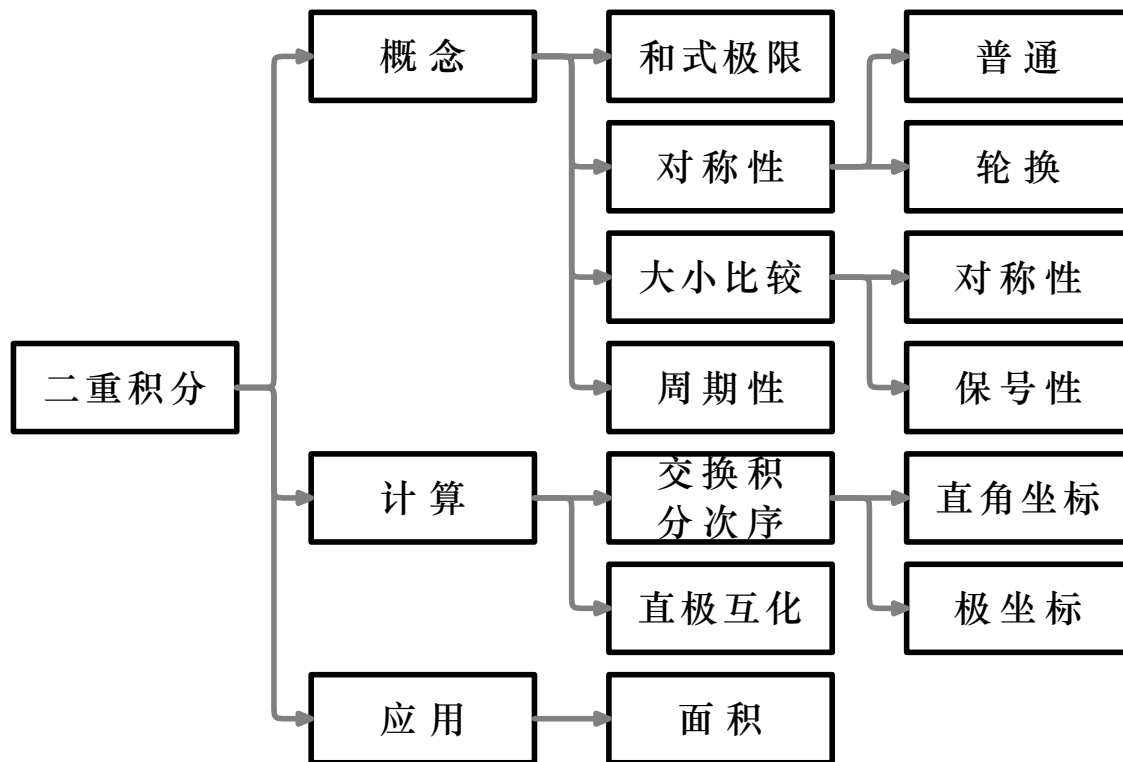 概念
和式极限
普通
对称性
轮换
大小比较
对称性
二重积分
周期性
保号性
计算
交换积
分次序
直角坐标
直极互化
极坐标
应用
面积